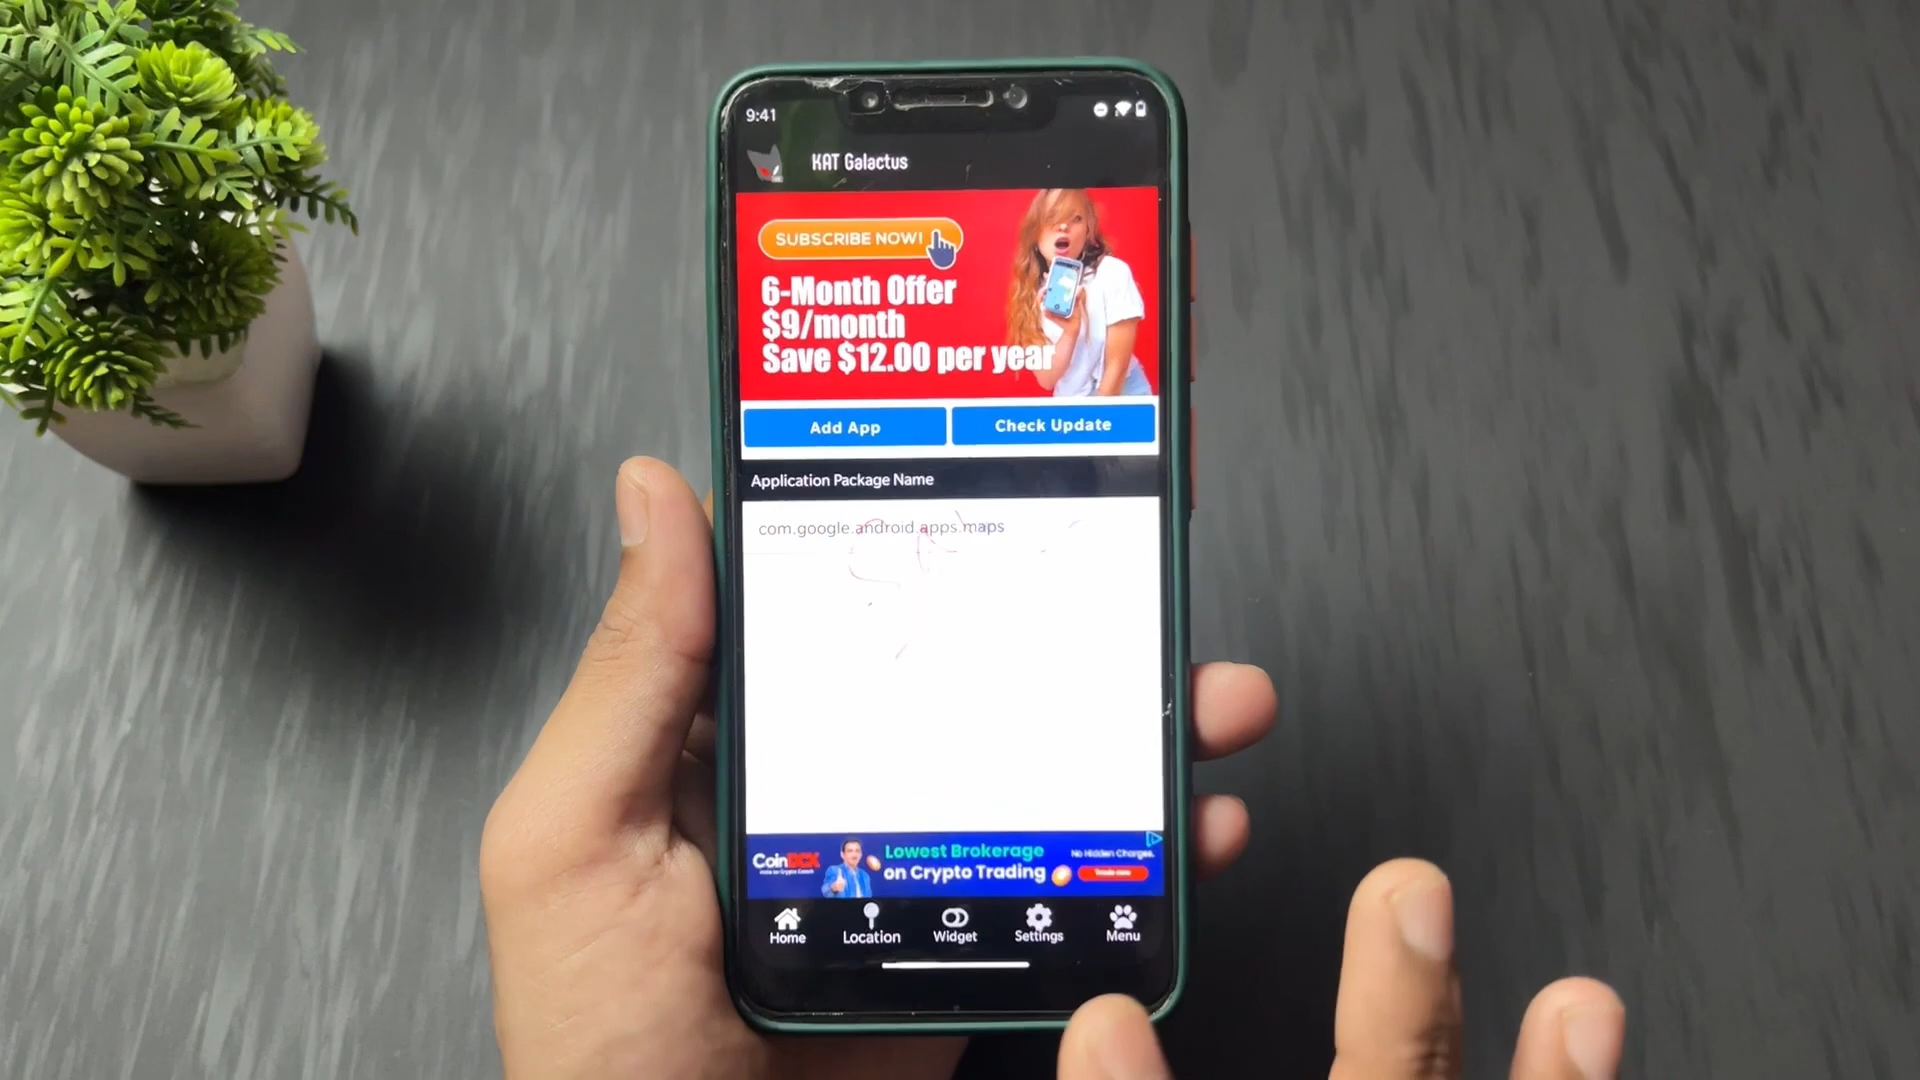 9:41
KAT Galactus
SUBSCRIBE NOW!
6-Month Offer
$9/month
Save $12.00 per year
Add App
Check Update
Application Package Name
com.google.android.apps.maps
CoinDCX
Lowest Brokerage
on Crypto Trading
No Hidden Charges.
Home
Location
Widget
Settings
Menu